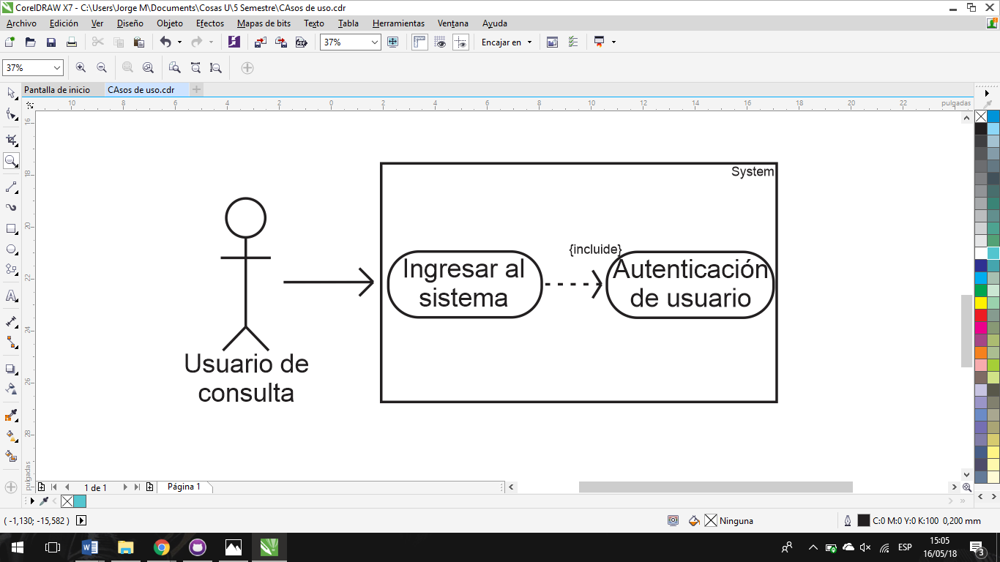 CorelDRAW X7 - C:\Users\Jorge M\Documents\Cosas U\5 Semestre\CAsos de uso.cdr
Archivo Edición Ver Diseño Objeto Efectos Mapas de bits Texto Tabla Herramientas Ventana Ayuda
37% Encajar en
37%
Pantalla de inicio CAsos de uso.cdr
10 8 6 4 2 0 2 4 6 8 10 12 14 16 18 20 22 pulgadas
16
18
20
22
24
26
28
pulgadas
System
{incluide}
Ingresar al
sistema
Autenticación
de usuario
Usuario de
consulta
1 de 1 Página 1
( -1,130; -15,582 ) Ninguna C:0 M:0 Y:0 K:100 0,200 mm
ESP 15:05
16/05/18 3